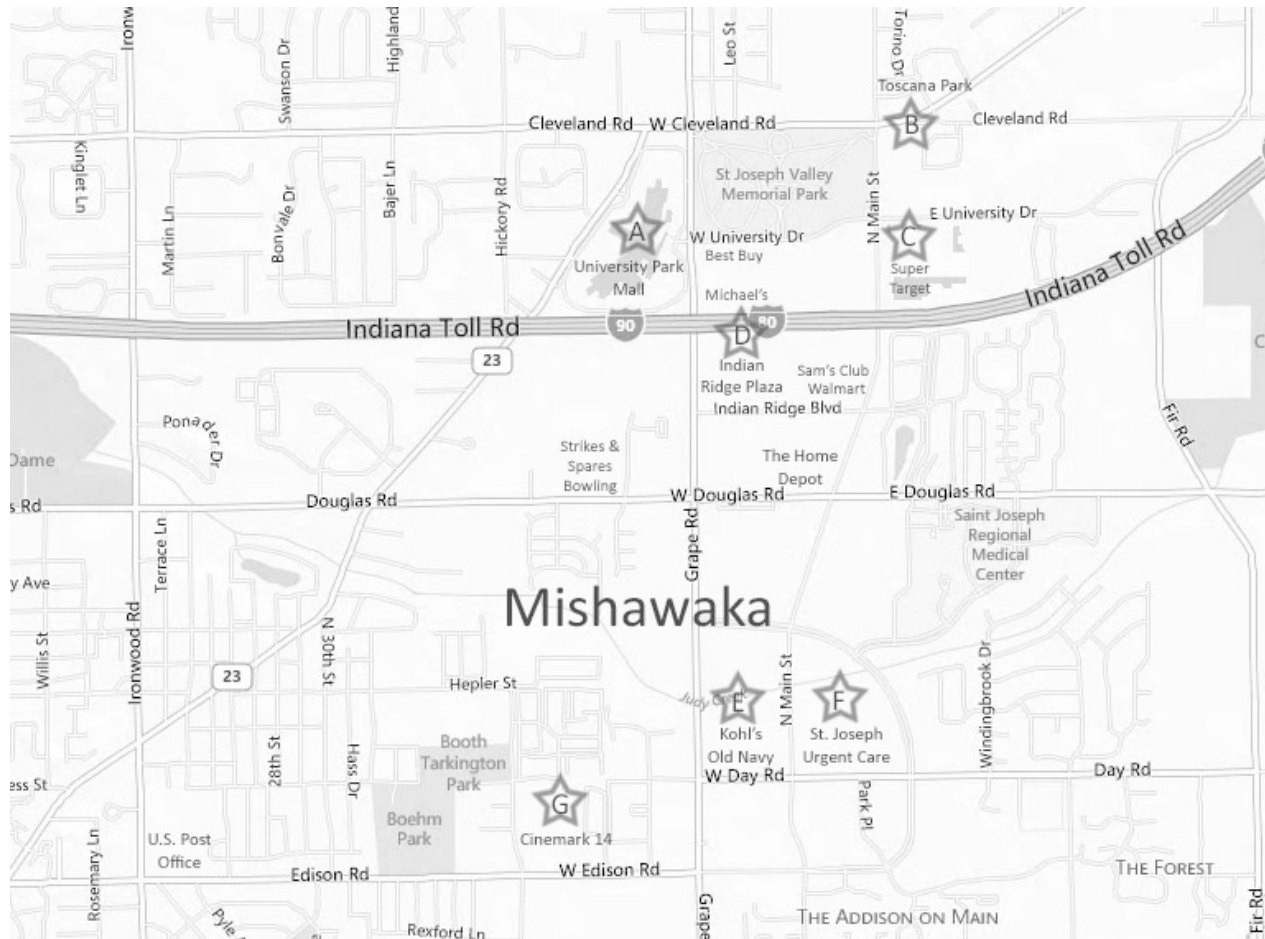 Ironw
Swanson Dr
Highland
Leo St
Torino Dr
Toscana Park
B
Cleveland Rd
W Cleveland Rd
Cleveland Rd
Kinglet Ln
Martin Ln
Bonvale Dr
Bajer Ln
Hickory Rd
St Joseph Valley
Memorial Park
N Main St
E University Dr
A
C
W University Dr
Best Buy
University Park
Mall
Super
Target
Michael's
Indiana Toll Rd
Indiana Toll Rd
90
80
D
23
Indian
Ridge Plaza
Sam's Club
Walmart
Indian Ridge Blvd
Fir Rd
Ponader Dr
Dame
Strikes &
Spares
Bowling
The Home
Depot
s Rd
Douglas Rd
W Douglas Rd
E Douglas Rd
Terrace Ln
Grape Rd
Saint Joseph
Regional
Medical
Center
y Ave
Mishawaka
Willis St
Ironwood Rd
N 30th St
23
Hepler St
Judy Creek
E
F
N Main St
Windingbrook Dr
Kohl's
Old Navy
St. Joseph
Urgent Care
28th St
Hass Dr
Booth
Tarkington
Park
W Day Rd
Day Rd
ess St
G
Park Pl
Boehm
Park
Cinemark 14
Rosemary Ln
U.S. Post
Office
Edison Rd
W Edison Rd
THE FOREST
Pyle
Rexford Ln
Grape
THE ADDISON ON MAIN
Fir Rd